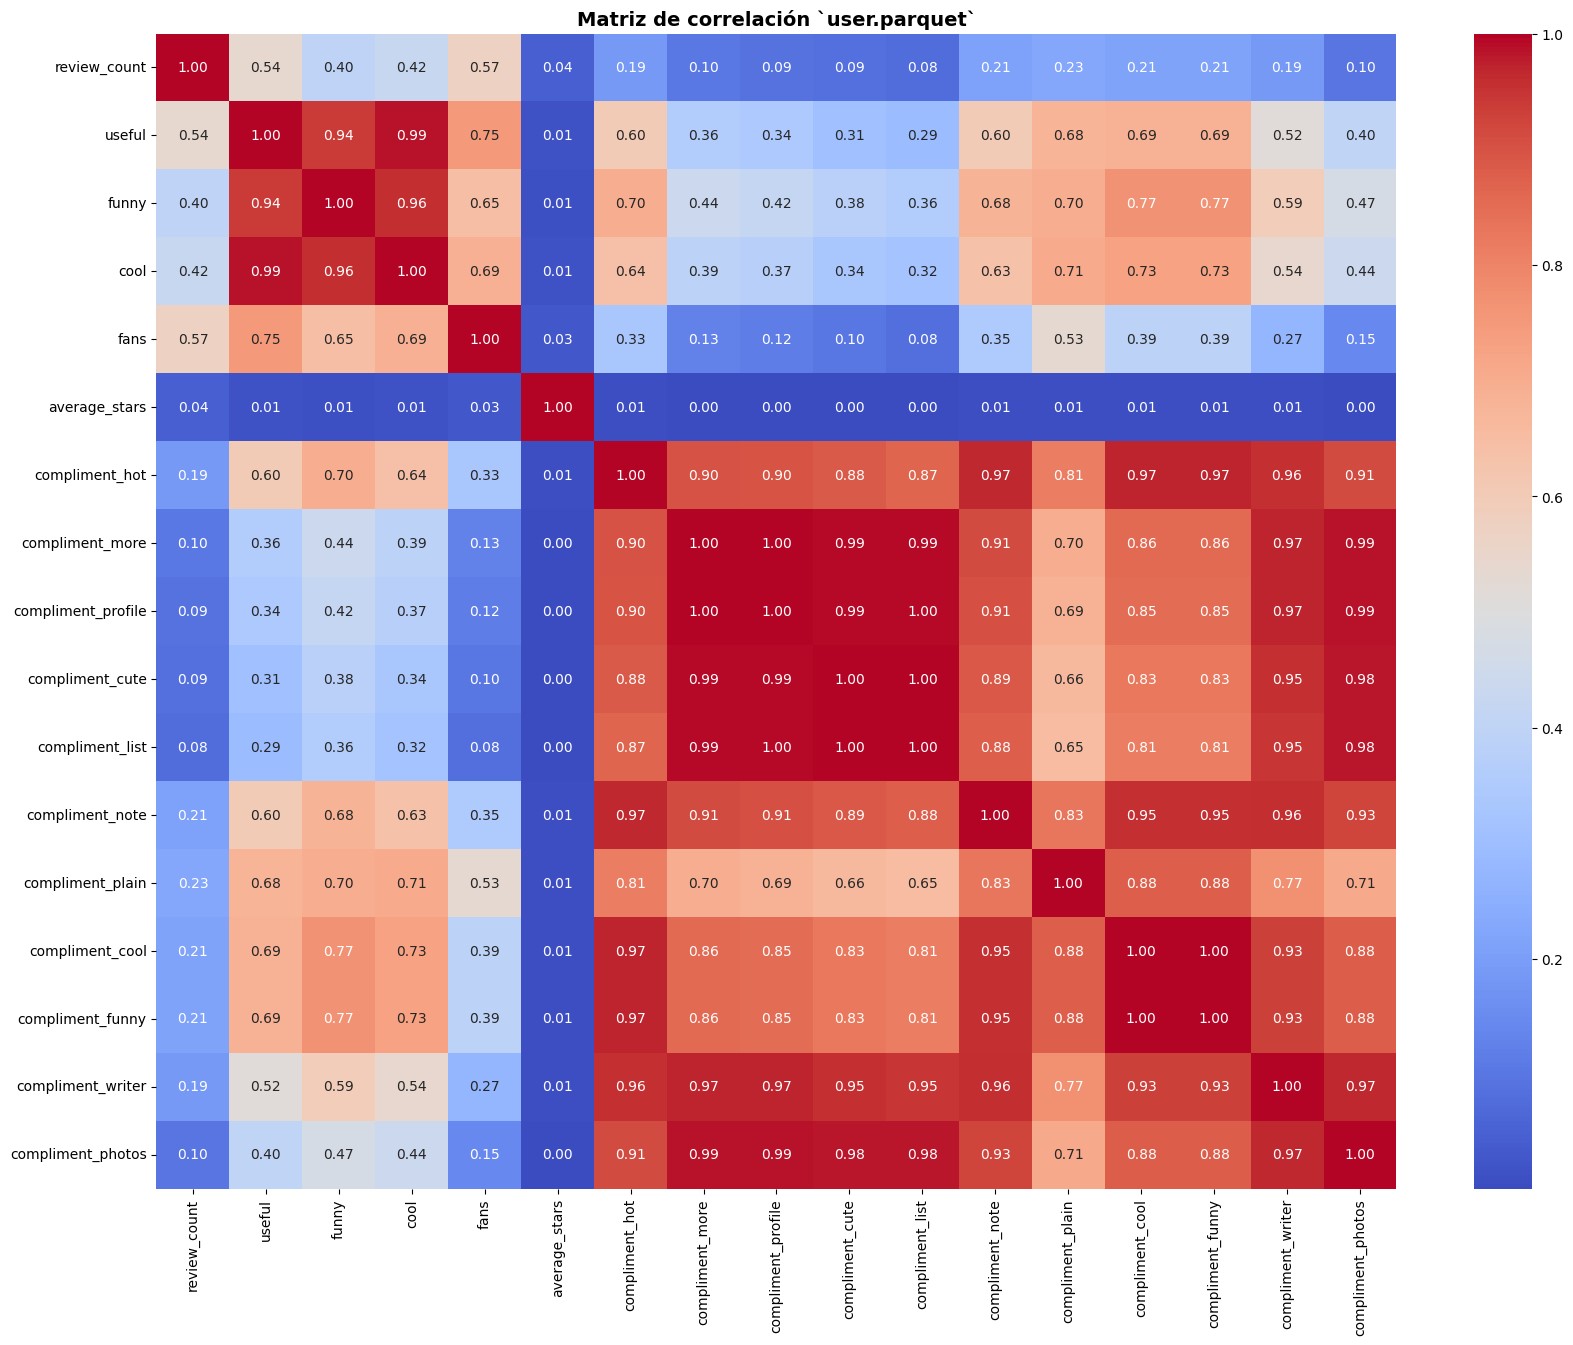 Matriz de correlación `user.parquet`
review_count 1.00 0.54 0.40 0.42 0.57 0.04 0.19 0.10 0.09 0.09 0.08 0.21 0.23 0.21 0.21 0.19 0.10
useful 0.54 1.00 0.94 0.99 0.75 0.01 0.60 0.36 0.34 0.31 0.29 0.60 0.68 0.69 0.69 0.52 0.40
funny 0.40 0.94 1.00 0.96 0.65 0.01 0.70 0.44 0.42 0.38 0.36 0.68 0.70 0.77 0.77 0.59 0.47
cool 0.42 0.99 0.96 1.00 0.69 0.01 0.64 0.39 0.37 0.34 0.32 0.63 0.71 0.73 0.73 0.54 0.44
fans 0.57 0.75 0.65 0.69 1.00 0.03 0.33 0.13 0.12 0.10 0.08 0.35 0.53 0.39 0.39 0.27 0.15
average_stars 0.04 0.01 0.01 0.01 0.03 1.00 0.01 0.00 0.00 0.00 0.00 0.01 0.01 0.01 0.01 0.01 0.00
compliment_hot 0.19 0.60 0.70 0.64 0.33 0.01 1.00 0.90 0.90 0.88 0.87 0.97 0.81 0.97 0.97 0.96 0.91
compliment_more 0.10 0.36 0.44 0.39 0.13 0.00 0.90 1.00 1.00 0.99 0.99 0.91 0.70 0.86 0.86 0.97 0.99
compliment_profile 0.09 0.34 0.42 0.37 0.12 0.00 0.90 1.00 1.00 0.99 1.00 0.91 0.69 0.85 0.85 0.97 0.99
compliment_cute 0.09 0.31 0.38 0.34 0.10 0.00 0.88 0.99 0.99 1.00 1.00 0.89 0.66 0.83 0.83 0.95 0.98
compliment_list 0.08 0.29 0.36 0.32 0.08 0.00 0.87 0.99 1.00 1.00 1.00 0.88 0.65 0.81 0.81 0.95 0.98
compliment_note 0.21 0.60 0.68 0.63 0.35 0.01 0.97 0.91 0.91 0.89 0.88 1.00 0.83 0.95 0.95 0.96 0.93
compliment_plain 0.23 0.68 0.70 0.71 0.53 0.01 0.81 0.70 0.69 0.66 0.65 0.83 1.00 0.88 0.88 0.77 0.71
compliment_cool 0.21 0.69 0.77 0.73 0.39 0.01 0.97 0.86 0.85 0.83 0.81 0.95 0.88 1.00 1.00 0.93 0.88
compliment_funny 0.21 0.69 0.77 0.73 0.39 0.01 0.97 0.86 0.85 0.83 0.81 0.95 0.88 1.00 1.00 0.93 0.88
compliment_writer 0.19 0.52 0.59 0.54 0.27 0.01 0.96 0.97 0.97 0.95 0.95 0.96 0.77 0.93 0.93 1.00 0.97
compliment_photos 0.10 0.40 0.47 0.44 0.15 0.00 0.91 0.99 0.99 0.98 0.98 0.93 0.71 0.88 0.88 0.97 1.00
review_count
useful
funny
cool
fans
average_stars
compliment_hot
compliment_more
compliment_profile
compliment_cute
compliment_list
compliment_note
compliment_plain
compliment_cool
compliment_funny
compliment_writer
compliment_photos
1.0
0.8
0.6
0.4
0.2